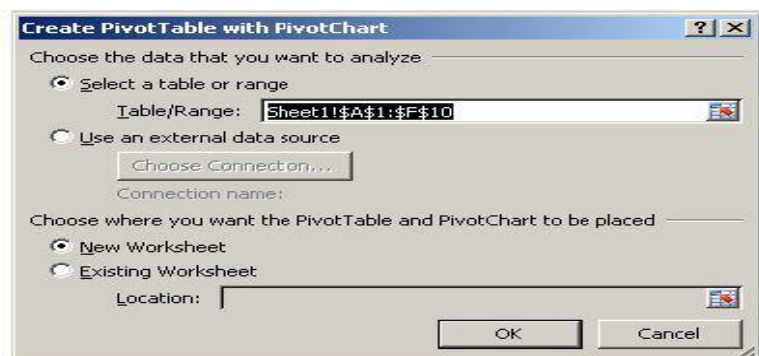 Create PivotTable with PivotChart
Choose the data that you want to analyze
Select a table or range
Table/Range: Sheet1!$A$1:$F$10
Use an external data source
Choose Connecton...
Connection name:
Choose where you want the PivotTable and PivotChart to be placed
New Worksheet
Existing Worksheet
Location:
OK Cancel